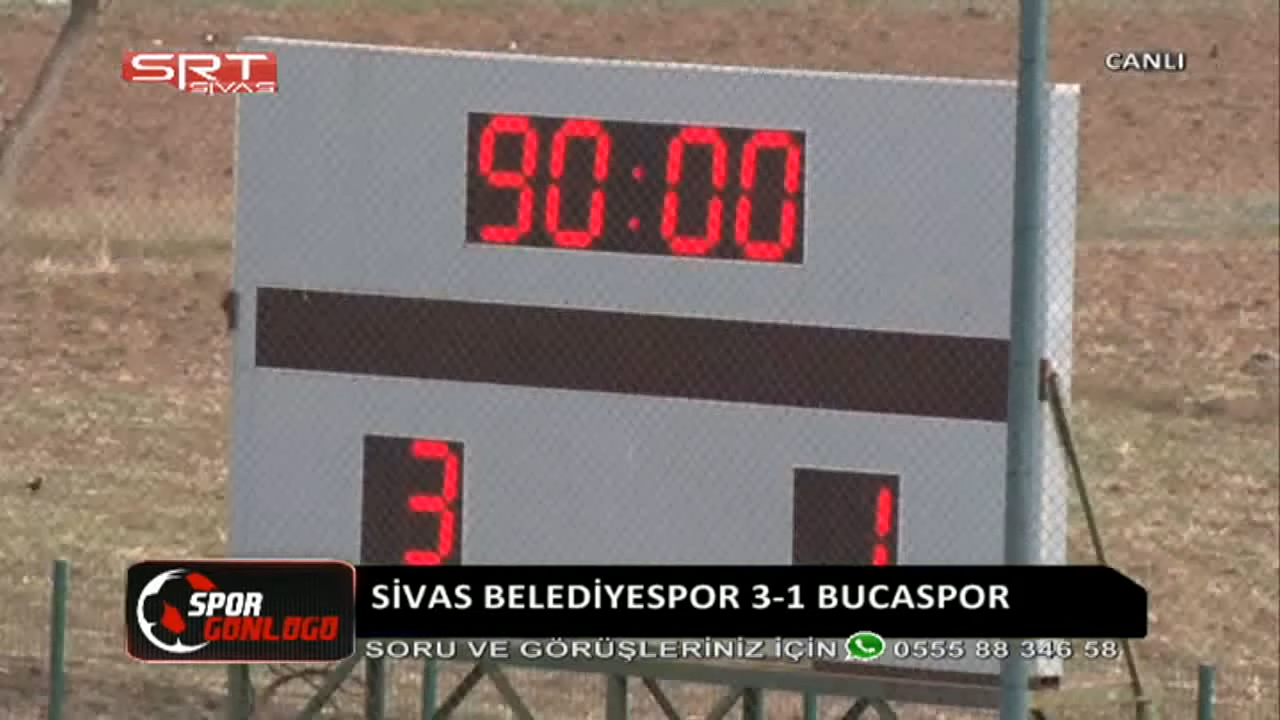 SRT
SİVAS
CANLI
90:00
3 1
SPOR
GÜNLÜĞÜ
SİVAS BELEDİYESPOR 3-1 BUCASPOR
SORU VE GÖRÜŞLERİNİZ İÇİN 0555 88 346 58